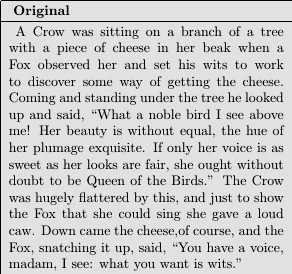 Original
A Crow was sitting on a branch of a tree
with a piece of cheese in her beak when a
Fox observed her and set his wits to work
to discover some way of getting the cheese.
Coming and standing under the tree he looked
up and said, “What a noble bird I see above
me! Her beauty is without equal, the hue of
her plumage exquisite. If only her voice is as
sweet as her looks are fair, she ought without
doubt to be Queen of the Birds.” The Crow
was hugely flattered by this, and just to show
the Fox that she could sing she gave a loud
caw. Down came the cheese,of course, and the
Fox, snatching it up, said, “You have a voice,
madam, I see: what you want is wits.”